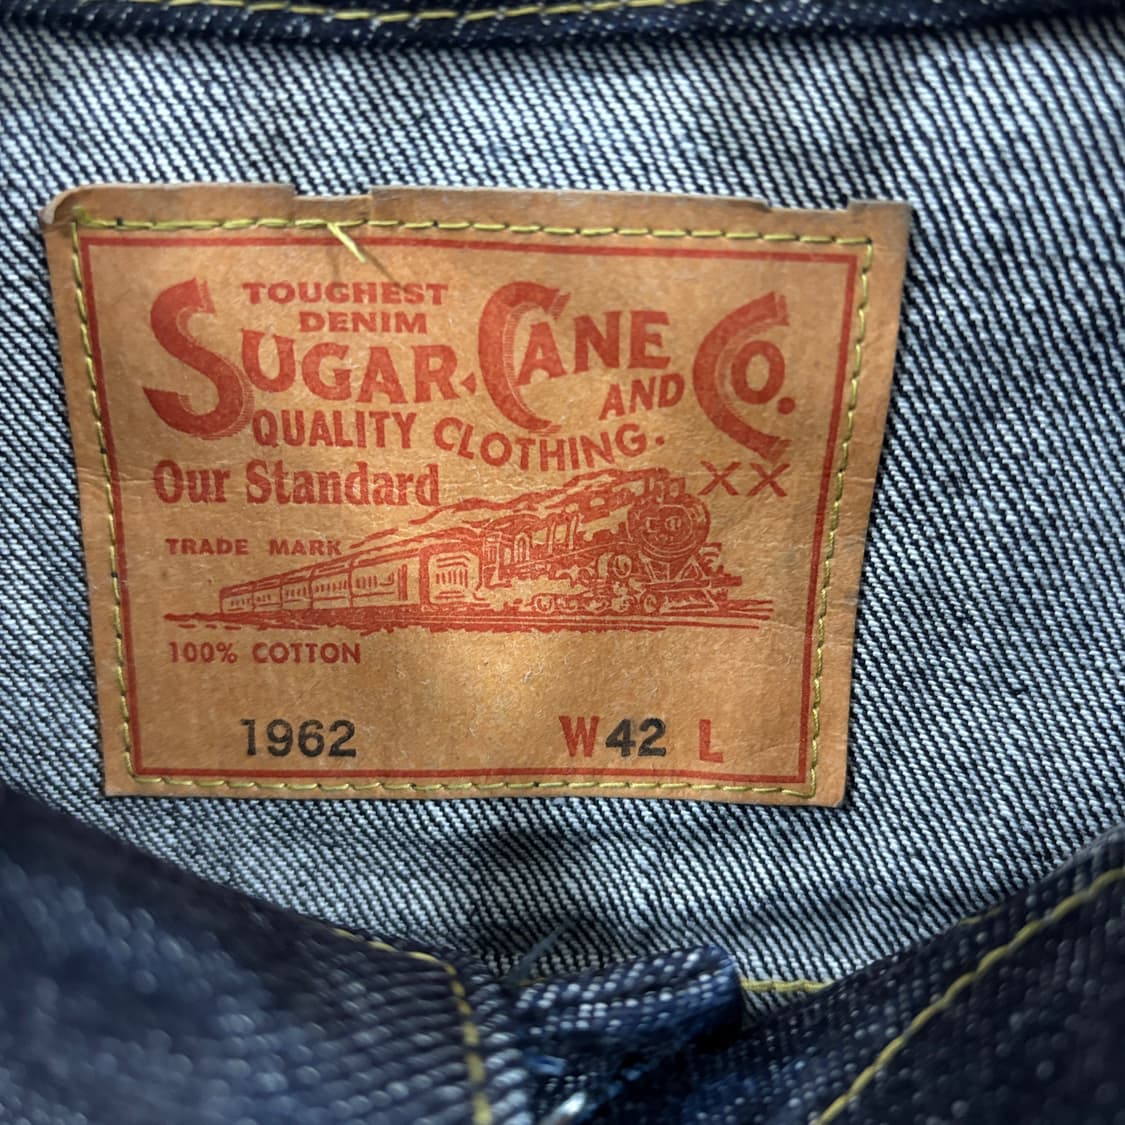 TOUGHEST
DENIM
SUGAR CANE CO.
AND
QUALITY CLOTHING.
Our Standard XX
TRADE MARK
100% COTTON
1962 W42 L